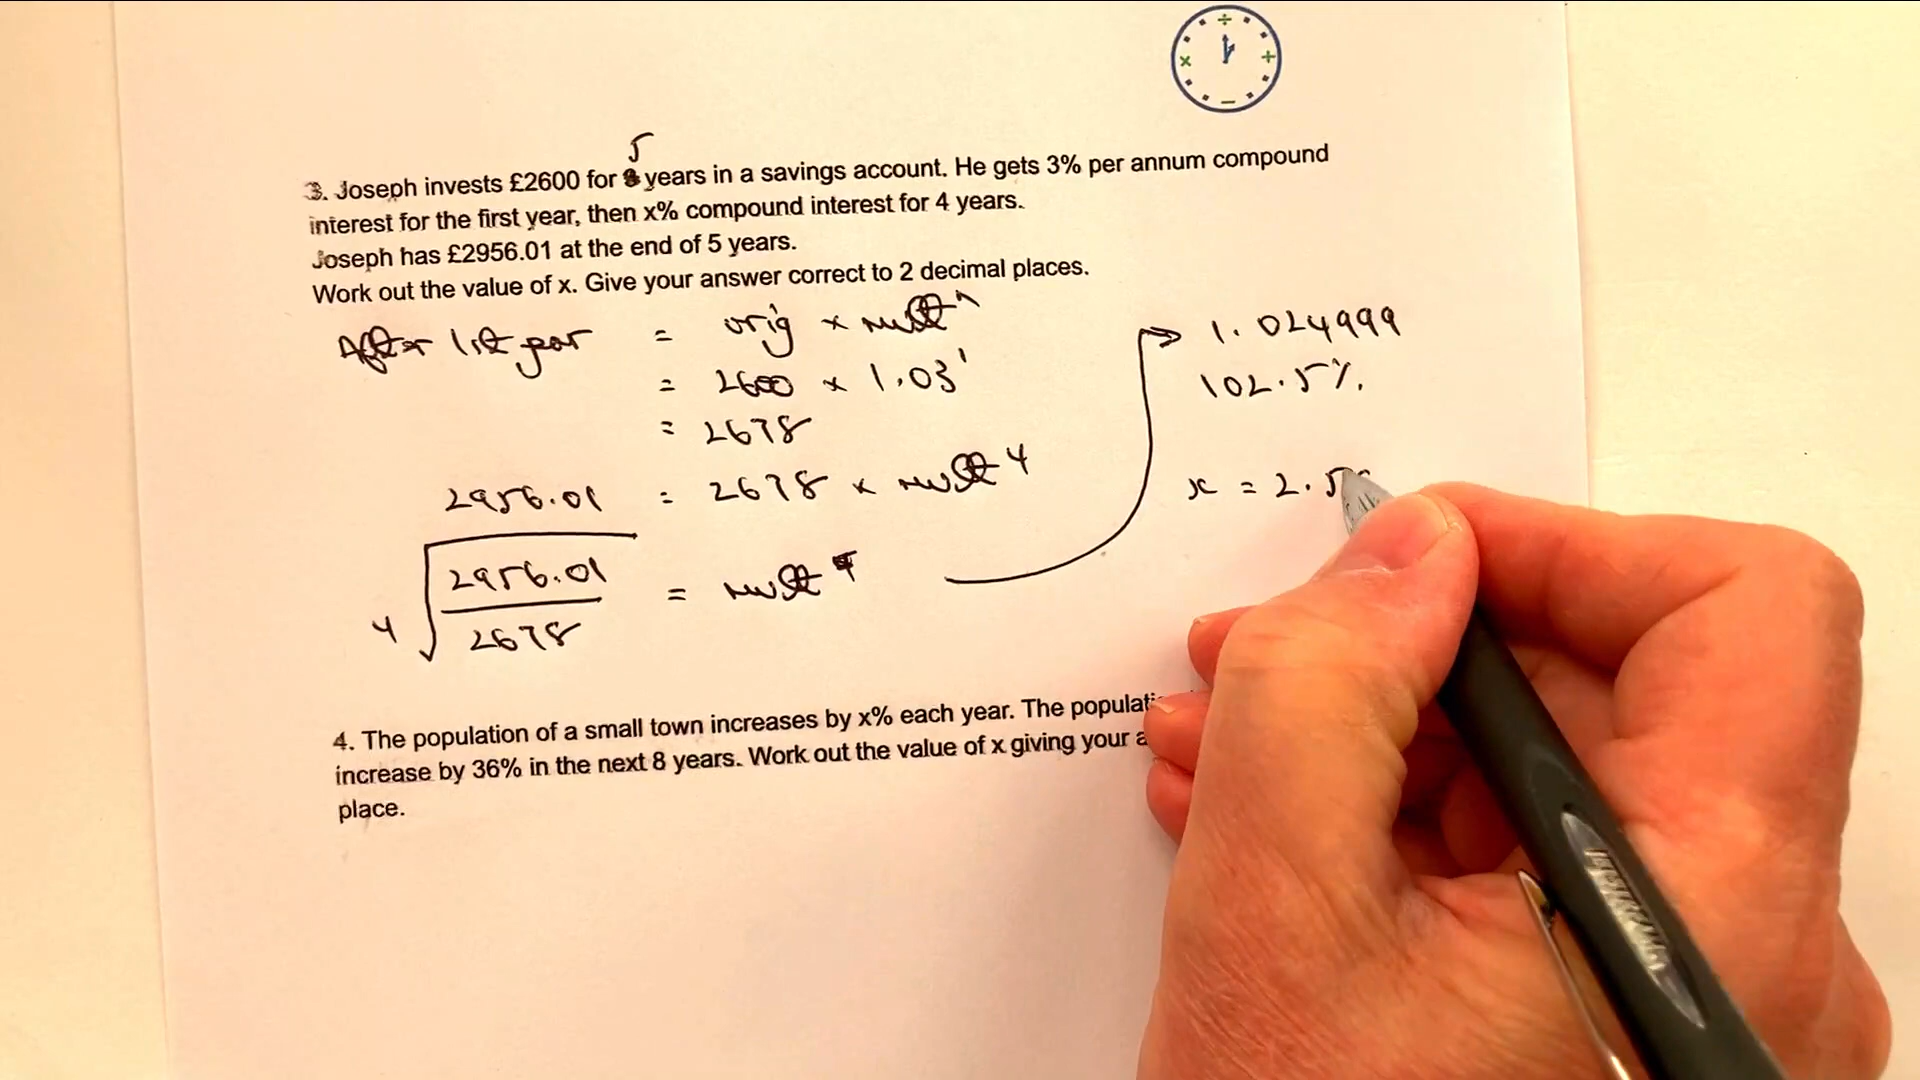 5
3. Joseph invests £2600 for years in a savings account. He gets 3% per annum compound
interest for the first year, then x% compound interest for 4 years.
Joseph has £2956.01 at the end of 5 years.
Work out the value of x. Give your answer correct to 2 decimal places.
After 1st year = orig × mult^n
= 2600 × 1.03^1
= 2678
2956.01 = 2678 × mult^4
4√(2956.01/2678) = mult
→ 1.024999
102.5%.
x = 2.5
4. The population of a small town increases by x% each year. The
increase by 36% in the next 8 years. Work out the value of x giving your
place.